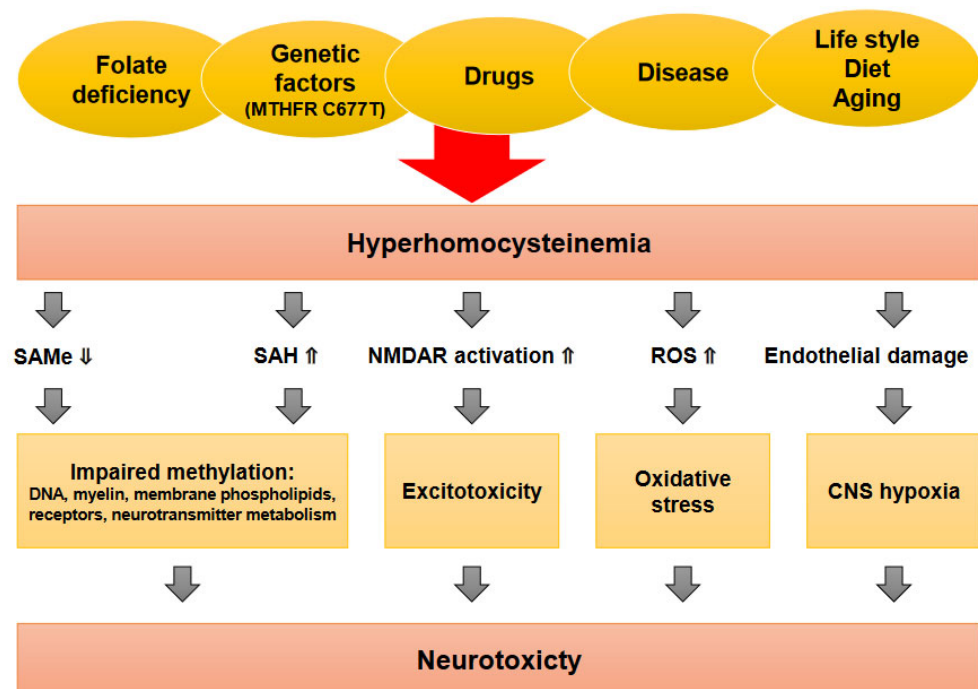 Folate
deficiency
Genetic
factors
(MTHFR C677T)
Drugs
Disease
Life style
Diet
Aging
Hyperhomocysteinemia
SAMe ⇓
SAH ⇑
NMDAR activation ⇑
ROS ⇑
Endothelial damage
Impaired methylation:
DNA, myelin, membrane phospholipids,
receptors, neurotransmitter metabolism
Excitotoxicity
Oxidative
stress
CNS hypoxia
Neurotoxicty